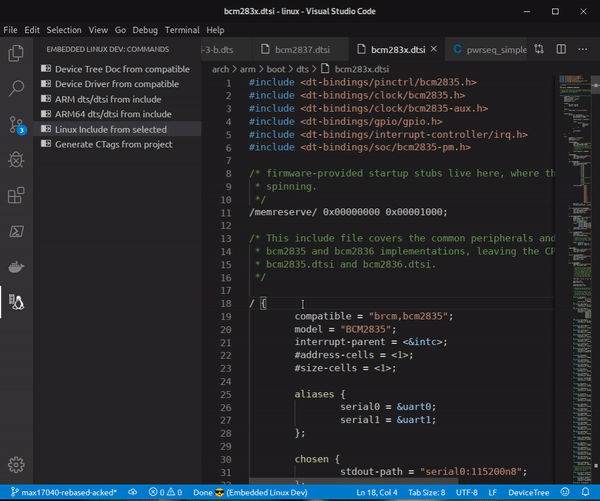 bcm283x.dtsi - linux - Visual Studio Code
File Edit Selection View Go Debug Terminal Help
i-3-b.dts bcm2837.dtsi bcm283x.dtsi pwrseq_simple
EMBEDDED LINUX DEV: COMMANDS
Device Tree Doc from compatible
Device Driver from compatible
ARM dts/dtsi from include
ARM64 dts/dtsi from include
Linux Include from selected
Generate CTags from project
3
arch > arm > boot > dts > bcm283x.dtsi
1 #include <dt-bindings/pinctrl/bcm2835.h>
2 #include <dt-bindings/clock/bcm2835.h>
3 #include <dt-bindings/clock/bcm2835-aux.h>
4 #include <dt-bindings/gpio/gpio.h>
5 #include <dt-bindings/interrupt-controller/irq.h>
6 #include <dt-bindings/soc/bcm2835-pm.h>
7
8 /* firmware-provided startup stubs live here, where th
9 * spinning.
10 */
11 /memreserve/ 0x00000000 0x00001000;
12
13 /* This include file covers the common peripherals and
14 * bcm2835 and bcm2836 implementations, leaving the CP
15 * bcm2835.dtsi and bcm2836.dtsi.
16 */
17
18 / {
19 compatible = "brcm,bcm2835";
20 model = "BCM2835";
21 interrupt-parent = <&intc>;
22 #address-cells = <1>;
23 #size-cells = <1>;
24
25 aliases {
26 serial0 = &uart0;
27 serial1 = &uart1;
28 };
29
30 chosen {
31 stdout-path = "serial0:115200n8";
max17040-rebased-acked* 0 0 Done 😎 (Embedded Linux Dev) Ln 18, Col 4 Tab Size: 8 UTF-8 LF DeviceTree